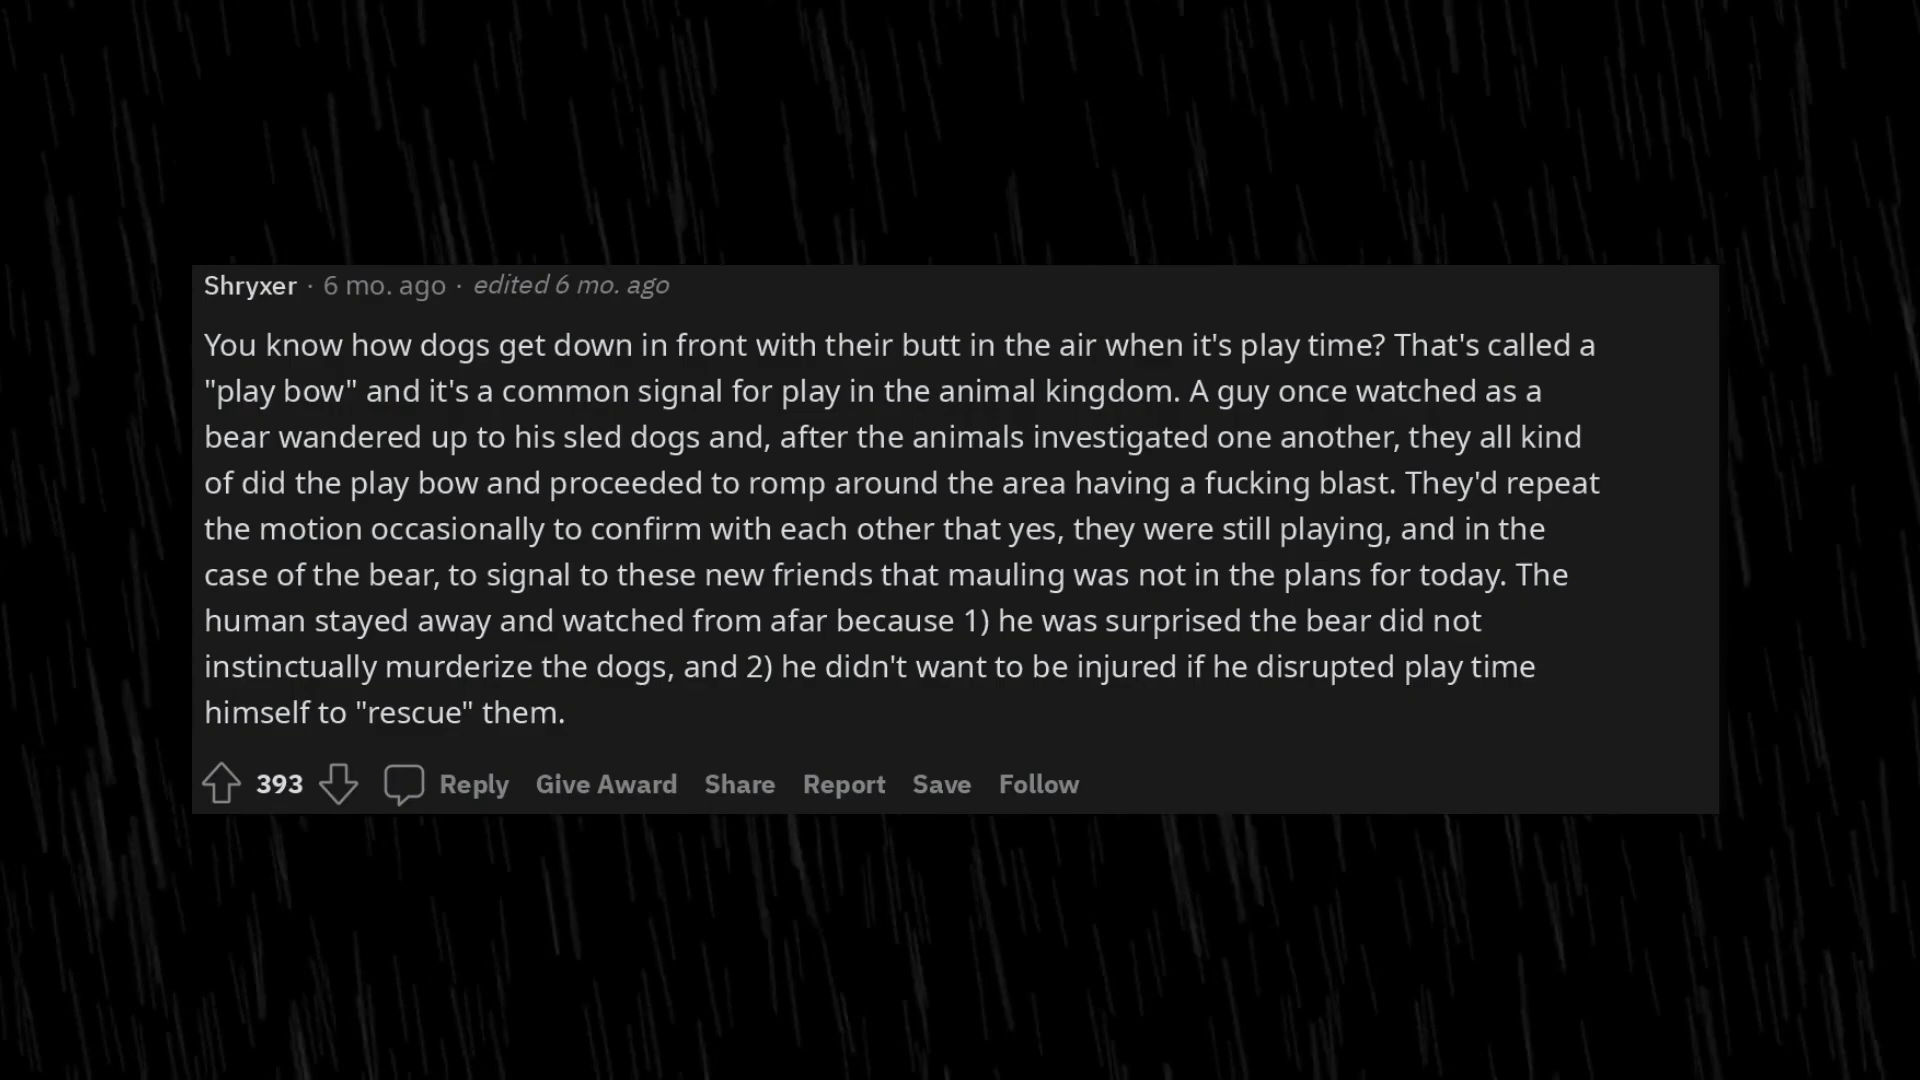 Shryxer · 6 mo. ago · edited 6 mo. ago
You know how dogs get down in front with their butt in the air when it's play time? That's called a
"play bow" and it's a common signal for play in the animal kingdom. A guy once watched as a
bear wandered up to his sled dogs and, after the animals investigated one another, they all kind
of did the play bow and proceeded to romp around the area having a fucking blast. They'd repeat
the motion occasionally to confirm with each other that yes, they were still playing, and in the
case of the bear, to signal to these new friends that mauling was not in the plans for today. The
human stayed away and watched from afar because 1) he was surprised the bear did not
instinctually murderize the dogs, and 2) he didn't want to be injured if he disrupted play time
himself to "rescue" them.
393 Reply Give Award Share Report Save Follow